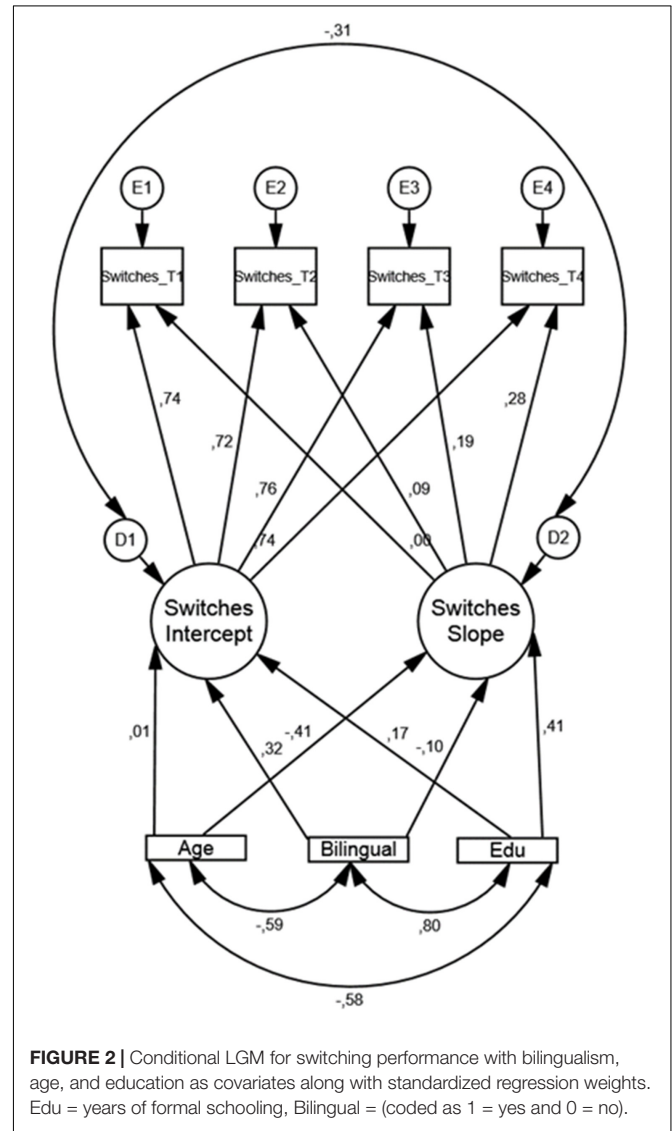 -,31
E1 E2 E3 E4
Switches_T1 Switches_T2 Switches_T3 Switches_T4
,74 ,28
,72 ,19
,76 ,09
,74 ,00
D1 D2
Switches Switches
Intercept Slope
,01 ,32 -,41 ,17 -,10 ,41
Age Bilingual Edu
-,59 ,80
-,58
FIGURE 2 | Conditional LGM for switching performance with bilingualism,
age, and education as covariates along with standardized regression weights.
Edu = years of formal schooling, Bilingual = (coded as 1 = yes and 0 = no).